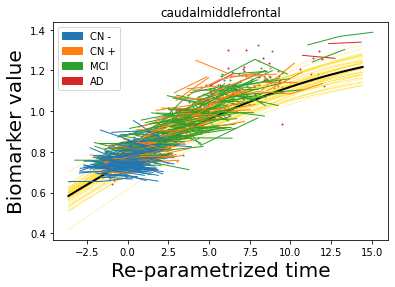 caudalmiddlefrontal
CN -
CN +
MCI
AD
Biomarker value
1.4
1.2
1.0
0.8
0.6
0.4
−2.5
0.0
2.5
5.0
7.5
10.0
12.5
15.0
Re-parametrized time